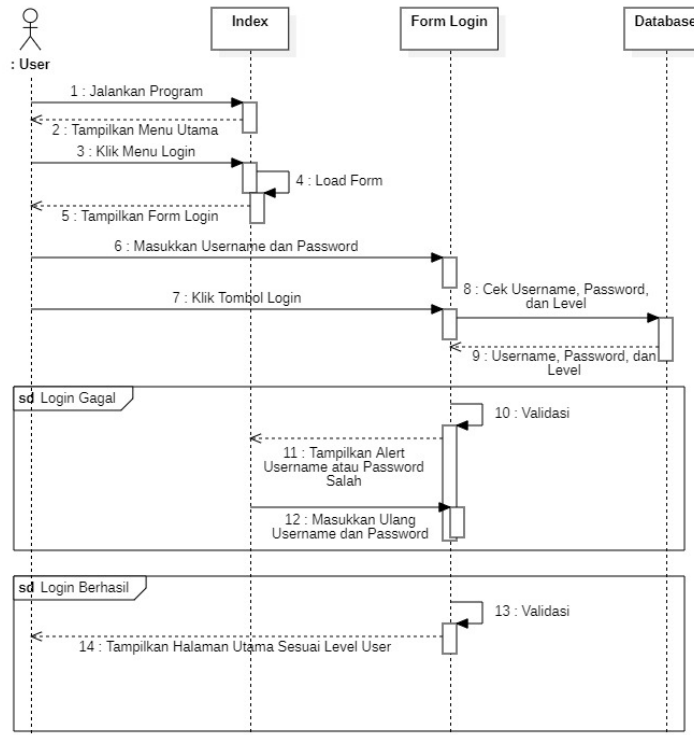 Index
Form Login
Database
: User
1 : Jalankan Program
2 : Tampilkan Menu Utama
3 : Klik Menu Login
4 : Load Form
5 : Tampilkan Form Login
6 : Masukkan Username dan Password
7 : Klik Tombol Login
8 : Cek Username, Password,
dan Level
9 : Username, Password, dan
Level
sd Login Gagal
10 : Validasi
11 : Tampilkan Alert
Username atau Password
Salah
12 : Masukkan Ulang
Username dan Password
sd Login Berhasil
13 : Validasi
14 : Tampilkan Halaman Utama Sesuai Level User